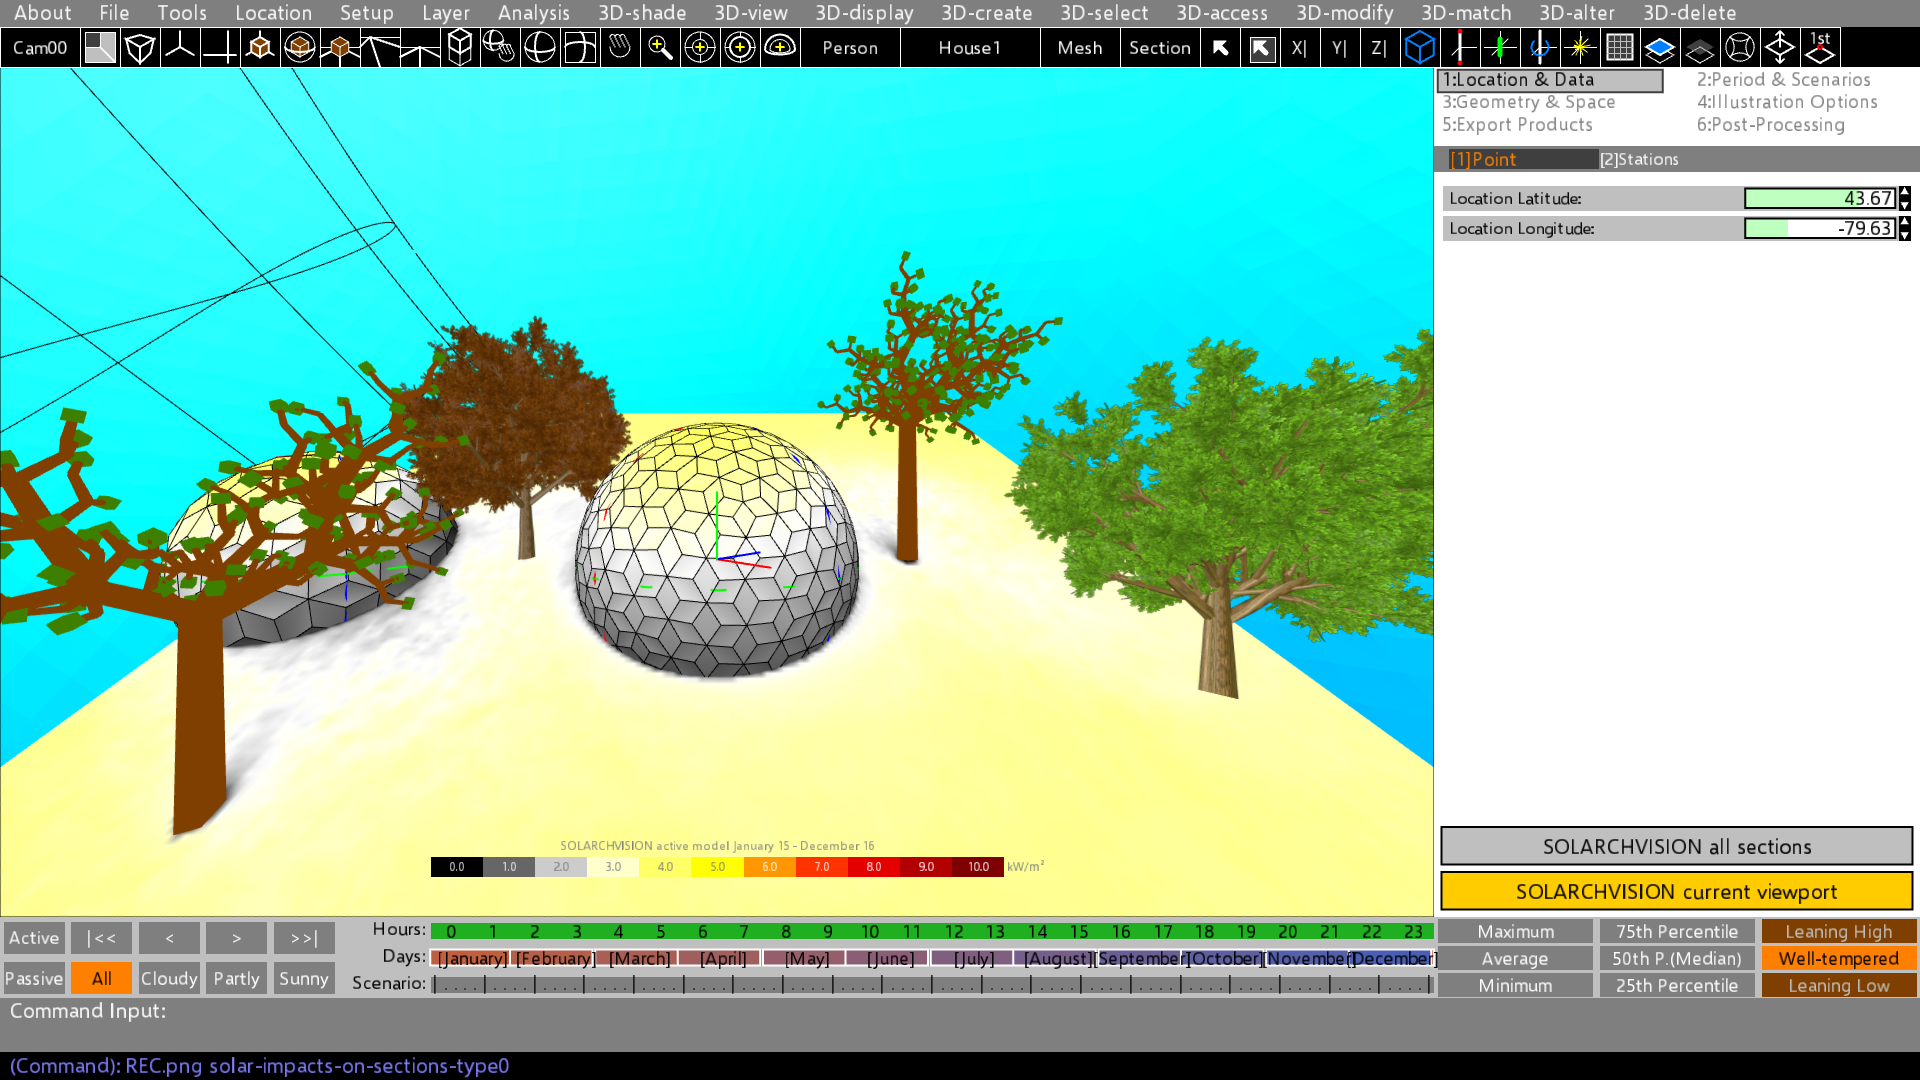 About File Tools Location Setup Layer Analysis 3D-shade 3D-view 3D-display 3D-create 3D-select 3D-access 3D-modify 3D-match 3D-alter 3D-delete
Cam00 Person House1 Mesh Section X| Y| Z| 1st
1:Location & Data 2:Period & Scenarios
3:Geometry & Space 4:Illustration Options
5:Export Products 6:Post-Processing
[1]Point [2]Stations
Location Latitude: 43.67
Location Longitude: -79.63
SOLARCHVISION active model January 15 - December 16
0.0 1.0 2.0 3.0 4.0 5.0 6.0 7.0 8.0 9.0 10.0 kW/m²
SOLARCHVISION all sections
SOLARCHVISION current viewport
Active |<< < > >>|
Passive All Cloudy Partly Sunny
Hours: 0 1 2 3 4 5 6 7 8 9 10 11 12 13 14 15 16 17 18 19 20 21 22 23
Days: [January] [February] [March] [April] [May] [June] [July] [August] [September] [October] [November] [December]
Scenario:
Maximum 75th Percentile Leaning High
Average 50th P.(Median) Well-tempered
Minimum 25th Percentile Leaning Low
Command Input:
(Command): REC.png solar-impacts-on-sections-type0